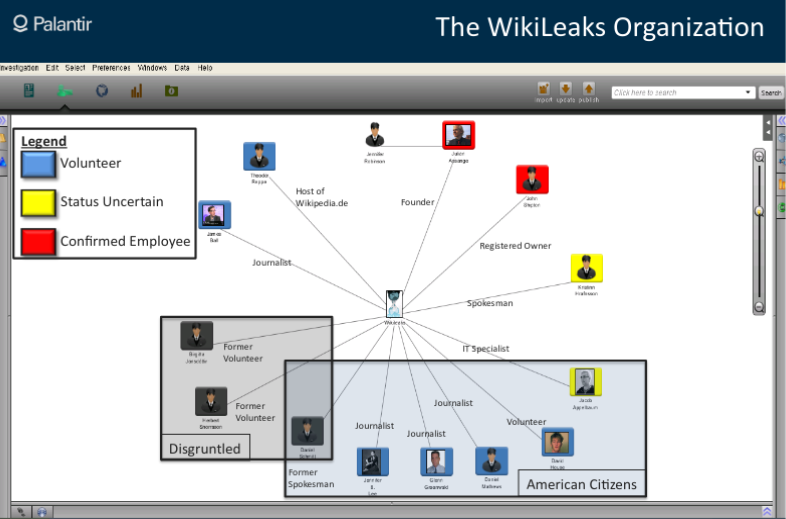 Palantir
The WikiLeaks Organization
Investigation Edit Select Preferences Windows Data Help
import update publish
Click here to search
Search
Legend
Volunteer
Status Uncertain
Confirmed Employee
Jennifer
Robinson
Julian
Assange
Theodor
Reppe
Host of
Wikipedia.de
Founder
John
Shipton
James
Ball
Journalist
Registered Owner
Kristinn
Hrafnsson
Spokesman
Wikileaks
Birgitta
Jonsdottir
Former
Volunteer
IT Specialist
Jacob
Appelbaum
Herbert
Snorrason
Former
Volunteer
Journalist
Volunteer
Journalist
Journalist
Disgruntled
Daniel
Schmitt
Former
Spokesman
Jennifer
8.
Lee
Glenn
Greenwald
Daniel
Mathews
David
House
American Citizens